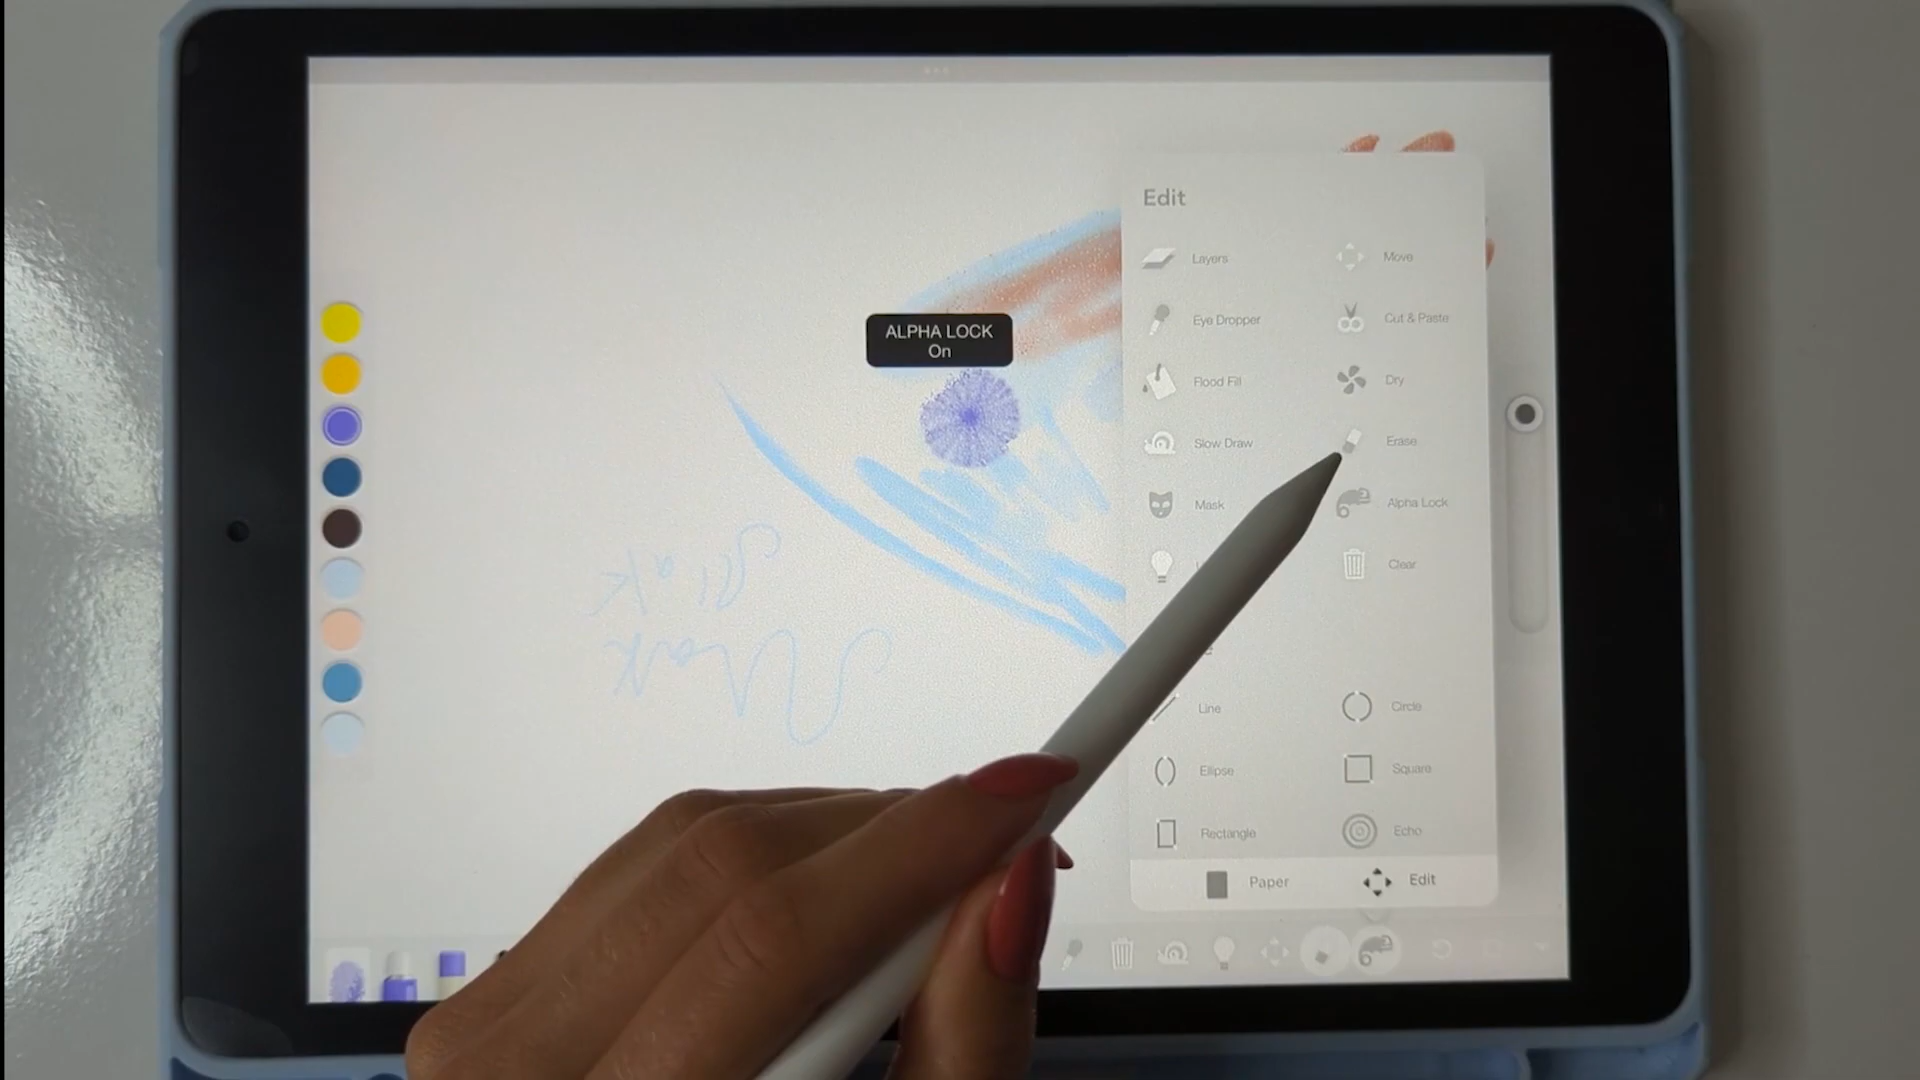 Edit
Layers
Move
Eye Dropper
Cut & Paste
Flood Fill
Dry
Slow Draw
Erase
Mask
Alpha Lock
Clear
Line
Circle
Ellipse
Square
Rectangle
Echo
Paper
Edit
ALPHA LOCK
On